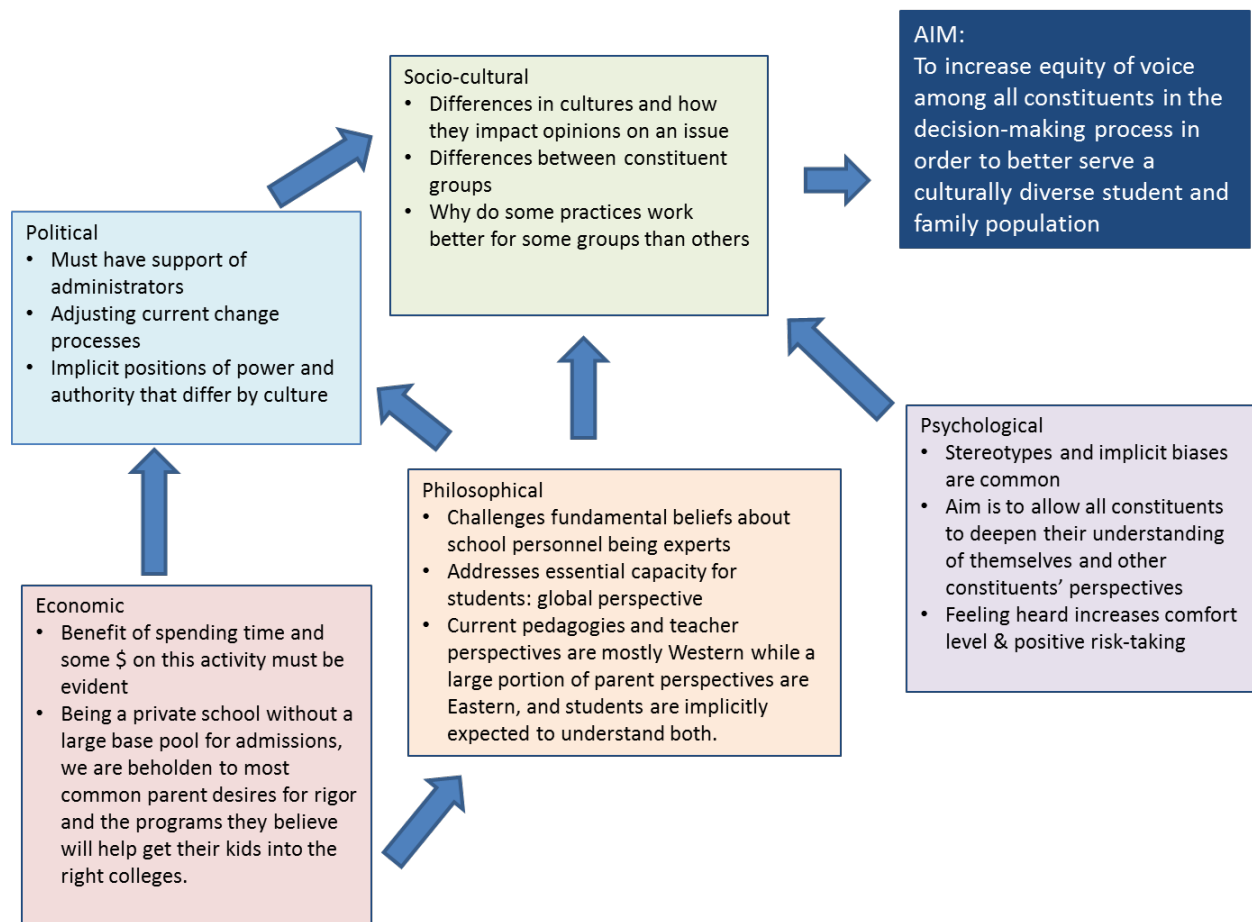 AIM:
To increase equity of voice
among all constituents in the
decision-making process in
order to better serve a
culturally diverse student and
family population
Socio-cultural
• Differences in cultures and how
they impact opinions on an issue
• Differences between constituent
groups
• Why do some practices work
better for some groups than others
Political
• Must have support of
administrators
• Adjusting current change
processes
• Implicit positions of power and
authority that differ by culture
Psychological
• Stereotypes and implicit biases
are common
• Aim is to allow all constituents
to deepen their understanding
of themselves and other
constituents’ perspectives
• Feeling heard increases comfort
level & positive risk-taking
Philosophical
• Challenges fundamental beliefs about
school personnel being experts
• Addresses essential capacity for
students: global perspective
• Current pedagogies and teacher
perspectives are mostly Western while a
large portion of parent perspectives are
Eastern, and students are implicitly
expected to understand both.
Economic
• Benefit of spending time and
some $ on this activity must be
evident
• Being a private school without a
large base pool for admissions,
we are beholden to most
common parent desires for rigor
and the programs they believe
will help get their kids into the
right colleges.